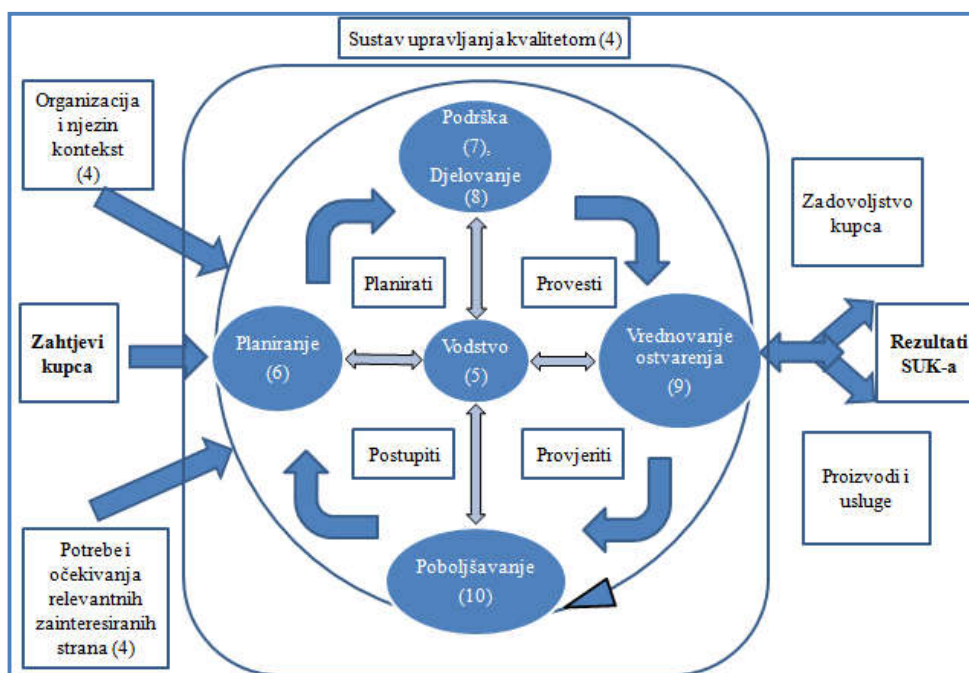 Sustav upravljanja kvalitetom (4)
Organizacija
i njezin
kontekst
(4)
Podrška
(7),
Djelovanje
(8)
Zadovoljstvo
kupca
Planirati
Provesti
Zahtjevi
kupca
Planiranje
(6)
Vodstvo
(5)
Vrednovanje
ostvarenja
(9)
Rezultati
SUK-a
Postupiti
Provjeriti
Proizvodi i
usluge
Potrebe i
očekivanja
relevantnih
zainteresiranih
strana (4)
Poboljšavanje
(10)